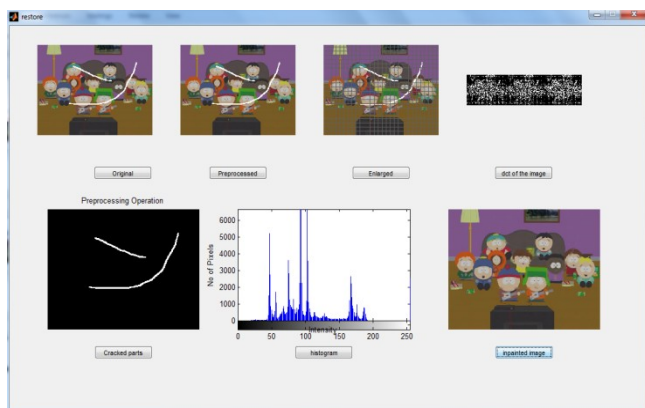 restore
Original
Preprocessed
Enlarged
dct of the image
Preprocessing Operation
No of Pixels
6000
5000
4000
3000
2000
1000
0
0 50 100 150 200 250
Intensity
Cracked parts
histogram
inpainted image